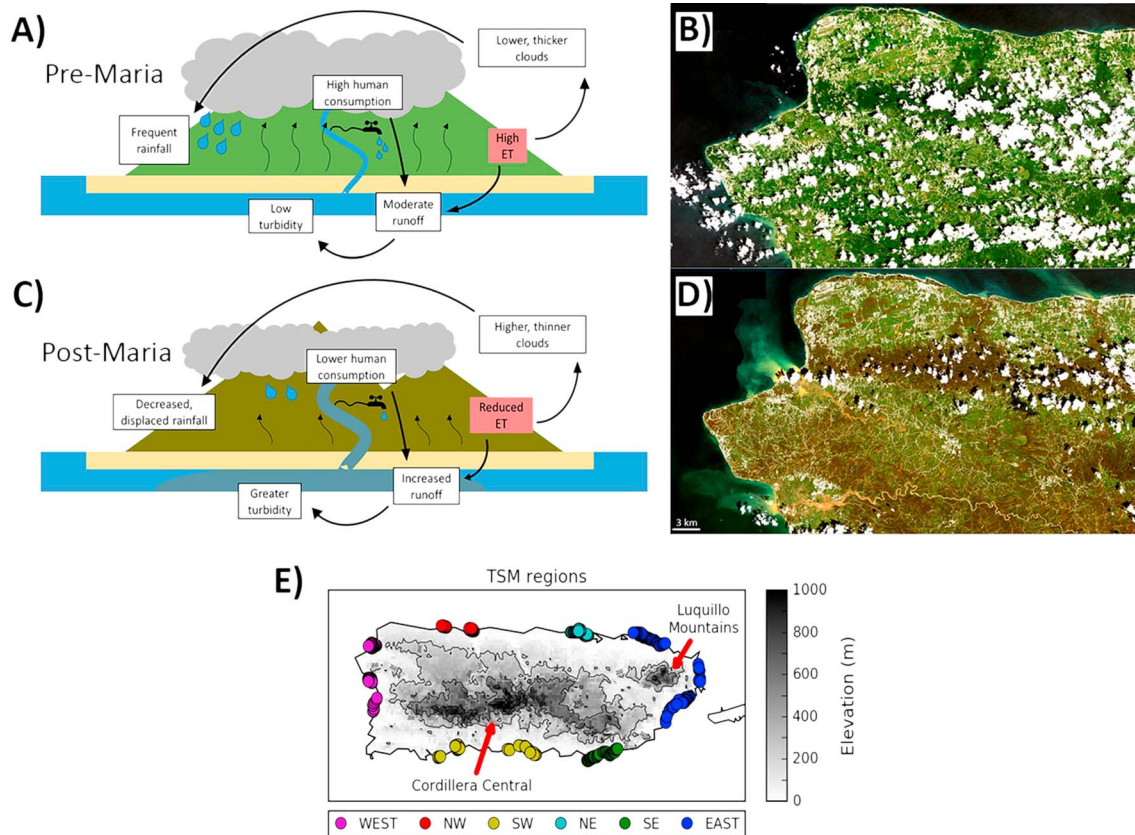 A)
Pre-Maria
Lower, thicker
clouds
High human
consumption
Frequent
rainfall
High
ET
Low
turbidity
Moderate
runoff
B)
C)
Post-Maria
Higher, thinner
clouds
Lower human
consumption
Decreased,
displaced rainfall
Reduced
ET
Greater
turbidity
Increased
runoff
D)
3 km
E)
TSM regions
Luquillo
Mountains
Cordillera Central
1000
800
600
400
200
0
Elevation (m)
WEST NW SW NE SE EAST